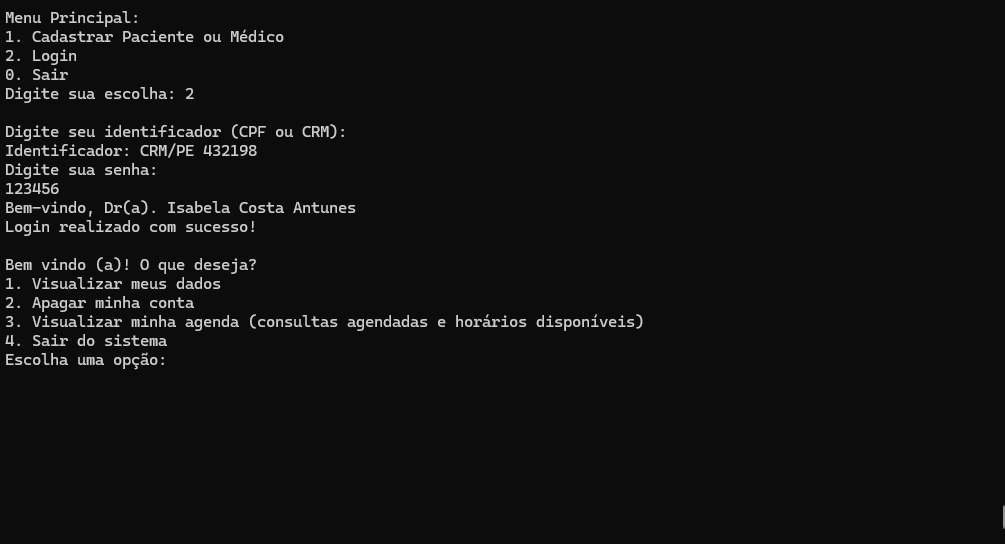 Menu Principal:
1. Cadastrar Paciente ou Médico
2. Login
0. Sair
Digite sua escolha: 2
Digite seu identificador (CPF ou CRM):
Identificador: CRM/PE 432198
Digite sua senha:
123456
Bem-vindo, Dr(a). Isabela Costa Antunes
Login realizado com sucesso!
Bem vindo (a)! O que deseja?
1. Visualizar meus dados
2. Apagar minha conta
3. Visualizar minha agenda (consultas agendadas e horários disponíveis)
4. Sair do sistema
Escolha uma opção: